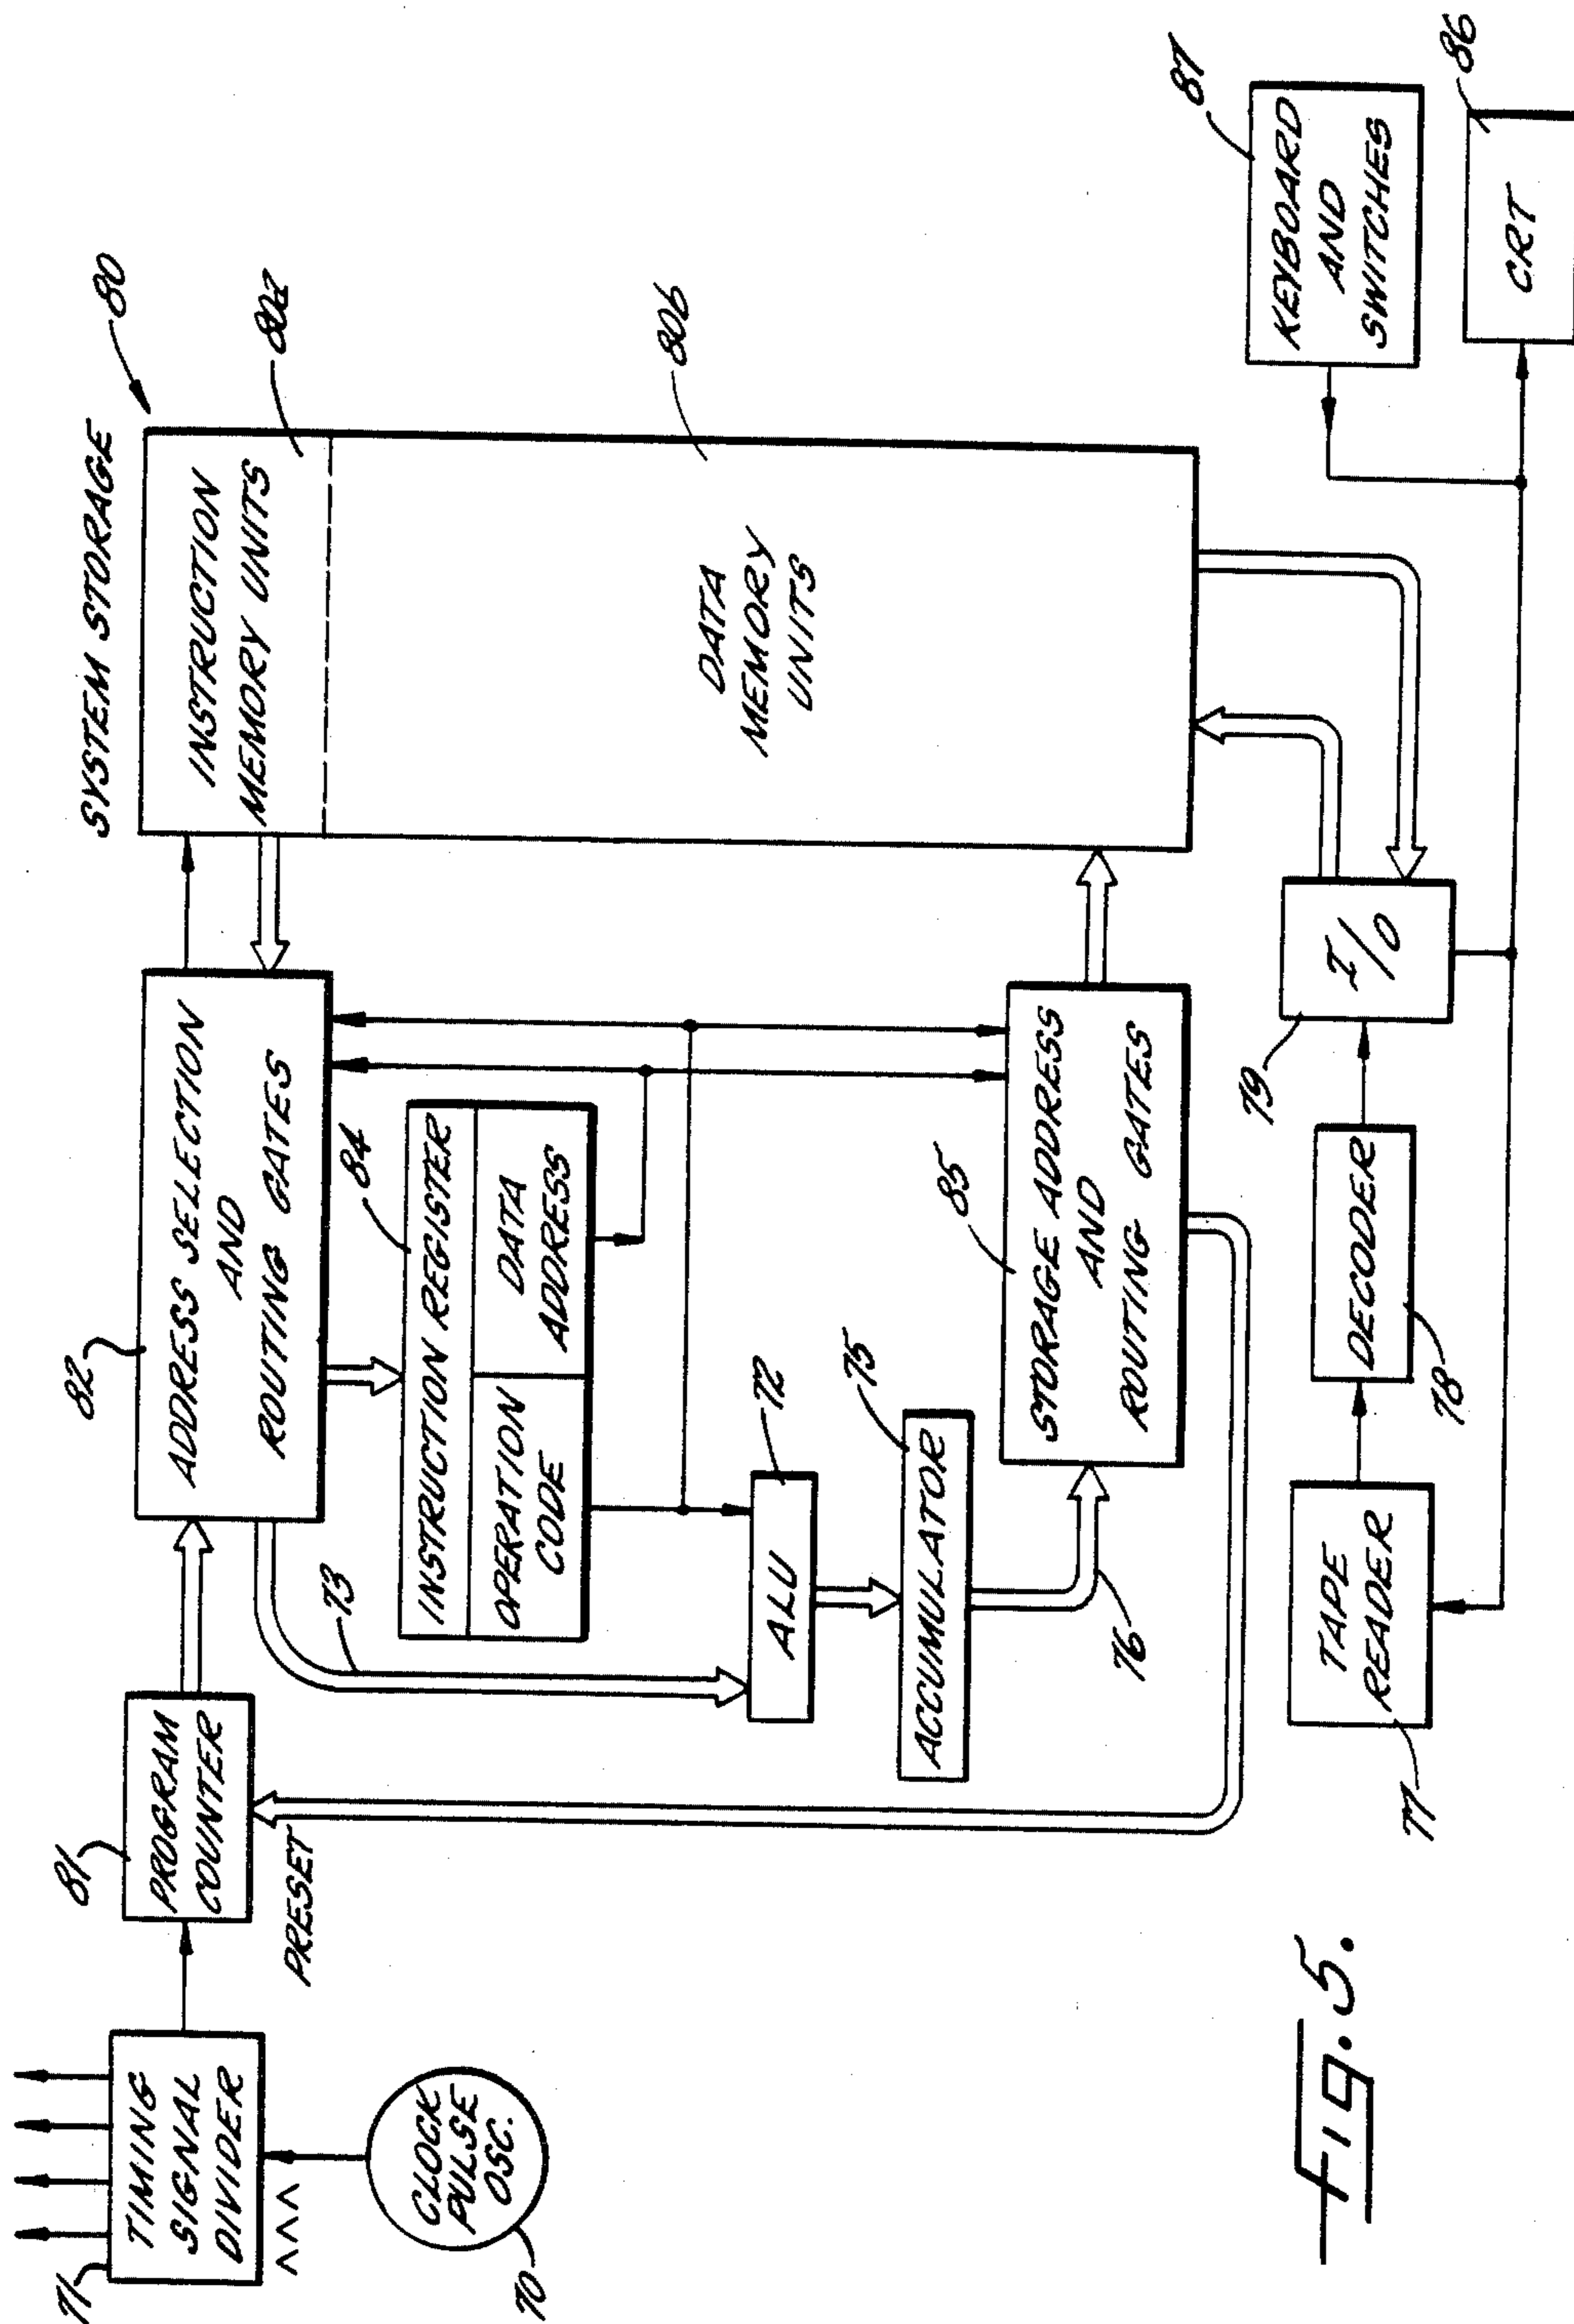 71
TIMING
SIGNAL
DIVIDER
70
CLOCK
PULSE
OSC.
81
PROGRAM
COUNTER
PRESET
82
ADDRESS SELECTION
AND
ROUTING GATES
73
84
INSTRUCTION REGISTER
OPERATION
CODE
DATA
ADDRESS
72
ALU
75
ACCUMULATOR
76
85
STORAGE ADDRESS
AND
ROUTING GATES
SYSTEM STORAGE
80
INSTRUCTION
MEMORY UNITS
80a
DATA
MEMORY
UNITS
80b
77
TAPE
READER
78
DECODER
79
I/O
87
KEYBOARD
AND
SWITCHES
86
CRT
Fig. 5.